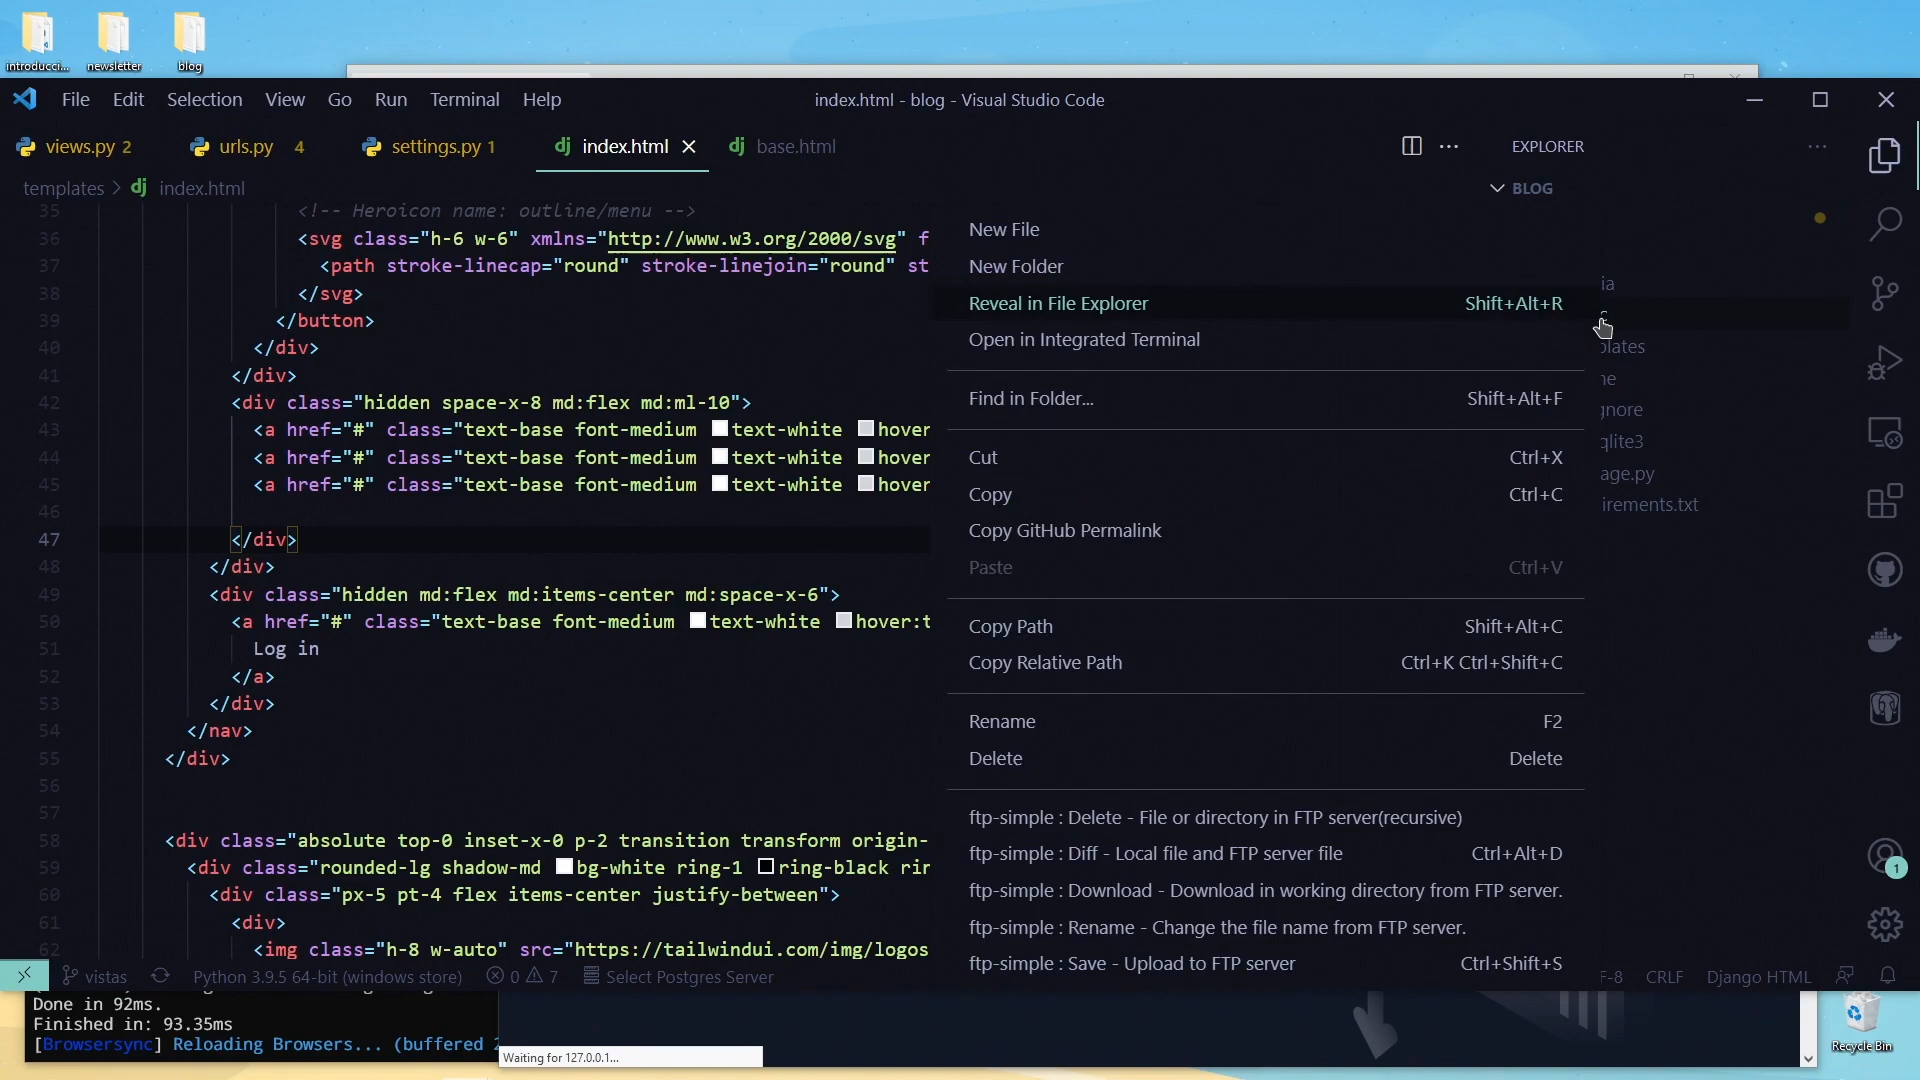 introducci...
newsletter
blog
File Edit Selection View Go Run Terminal Help
index.html - blog - Visual Studio Code
views.py 2
urls.py 4
settings.py 1
index.html
base.html
EXPLORER
templates > index.html
BLOG
35 <!-- Heroicon name: outline/menu -->
36 <svg class="h-6 w-6" xmlns="http://www.w3.org/2000/svg" f
37 <path stroke-linecap="round" stroke-linejoin="round" st
38 </svg>
39 </button>
40 </div>
41 </div>
42 <div class="hidden space-x-8 md:flex md:ml-10">
43 <a href="#" class="text-base font-medium text-white hover
44 <a href="#" class="text-base font-medium text-white hover
45 <a href="#" class="text-base font-medium text-white hover
46
47 </div>
48 </div>
49 <div class="hidden md:flex md:items-center md:space-x-6">
50 <a href="#" class="text-base font-medium text-white hover:t
51 Log in
52 </a>
53 </div>
54 </nav>
55 </div>
56
57
58 <div class="absolute top-0 inset-x-0 p-2 transition transform origin-
59 <div class="rounded-lg shadow-md bg-white ring-1 ring-black rin
60 <div class="px-5 pt-4 flex items-center justify-between">
61 <div>
62 <img class="h-8 w-auto" src="https://tailwindui.com/img/logos
New File
New Folder
Reveal in File Explorer Shift+Alt+R
Open in Integrated Terminal
Find in Folder... Shift+Alt+F
Cut Ctrl+X
Copy Ctrl+C
Copy GitHub Permalink
Paste Ctrl+V
Copy Path Shift+Alt+C
Copy Relative Path Ctrl+K Ctrl+Shift+C
Rename F2
Delete Delete
ftp-simple : Delete - File or directory in FTP server(recursive)
ftp-simple : Diff - Local file and FTP server file Ctrl+Alt+D
ftp-simple : Download - Download in working directory from FTP server.
ftp-simple : Rename - Change the file name from FTP server.
ftp-simple : Save - Upload to FTP server Ctrl+Shift+S
ia
lates
ne
gnore
qlite3
age.py
irements.txt
1
vistas Python 3.9.5 64-bit (windows store) 0 7 Select Postgres Server
F-8 CRLF Django HTML
Done in 92ms.
Finished in: 93.35ms
[Browsersync] Reloading Browsers... (buffered 2
Waiting for 127.0.0.1...
Recycle Bin